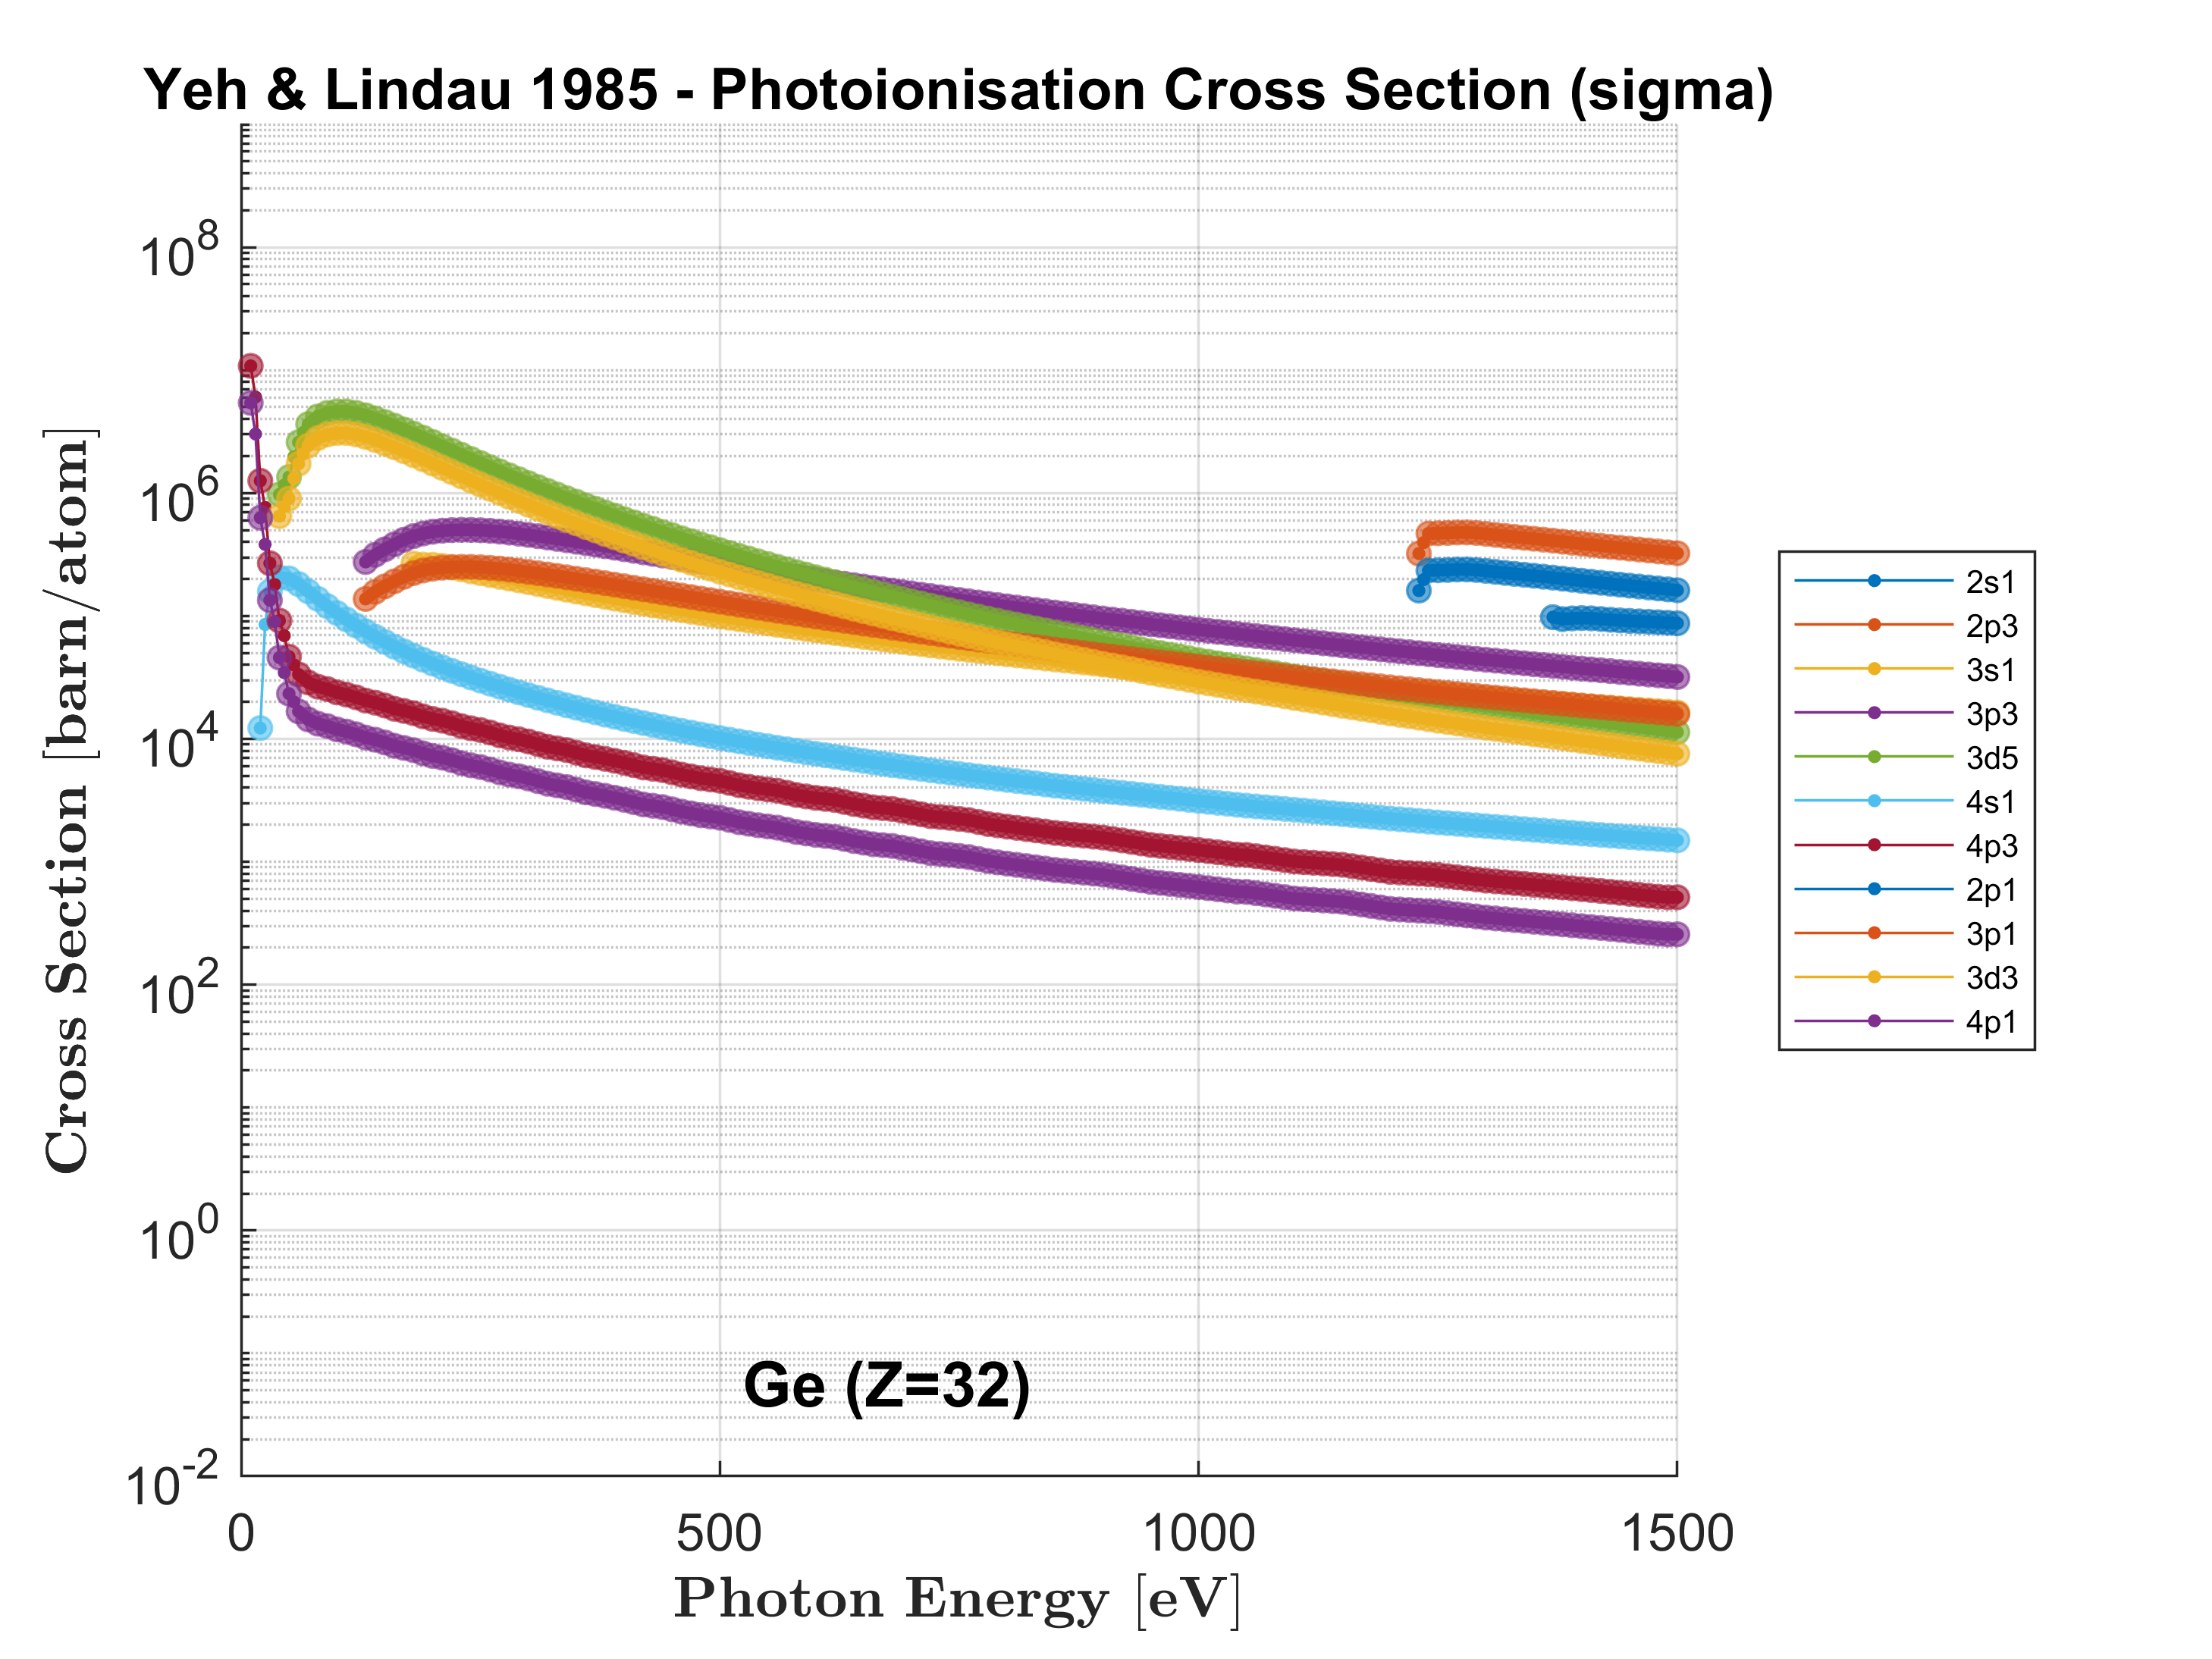 Yeh & Lindau 1985 - Photoionisation Cross Section (sigma)
Cross Section [barn/atom]
10^8
10^6
10^4
10^2
10^0
10^-2
0 500 1000 1500
Photon Energy [eV]
Ge (Z=32)
2s1
2p3
3s1
3p3
3d5
4s1
4p3
2p1
3p1
3d3
4p1